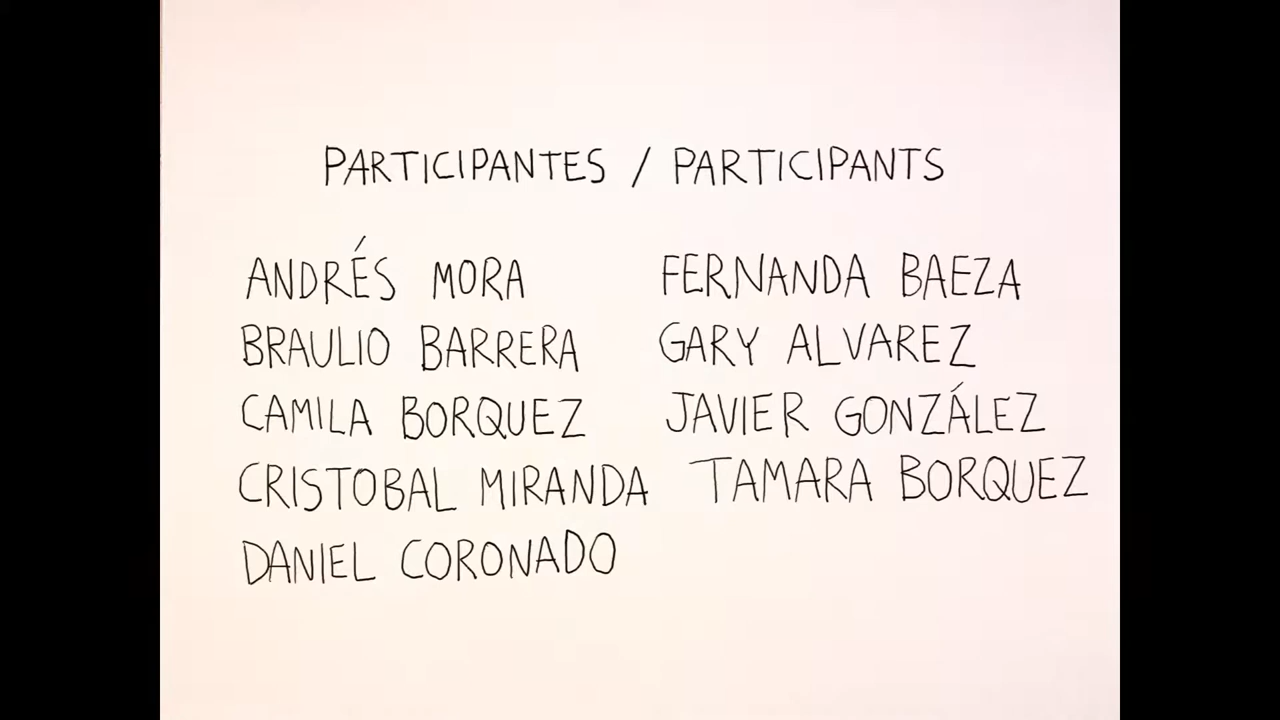 PARTICIPANTES / PARTICIPANTS
ANDRÉS MORA
BRAULIO BARRERA
CAMILA BORQUEZ
CRISTOBAL MIRANDA
DANIEL CORONADO
FERNANDA BAEZA
GARY ALVAREZ
JAVIER GONZÁLEZ
TAMARA BORQUEZ